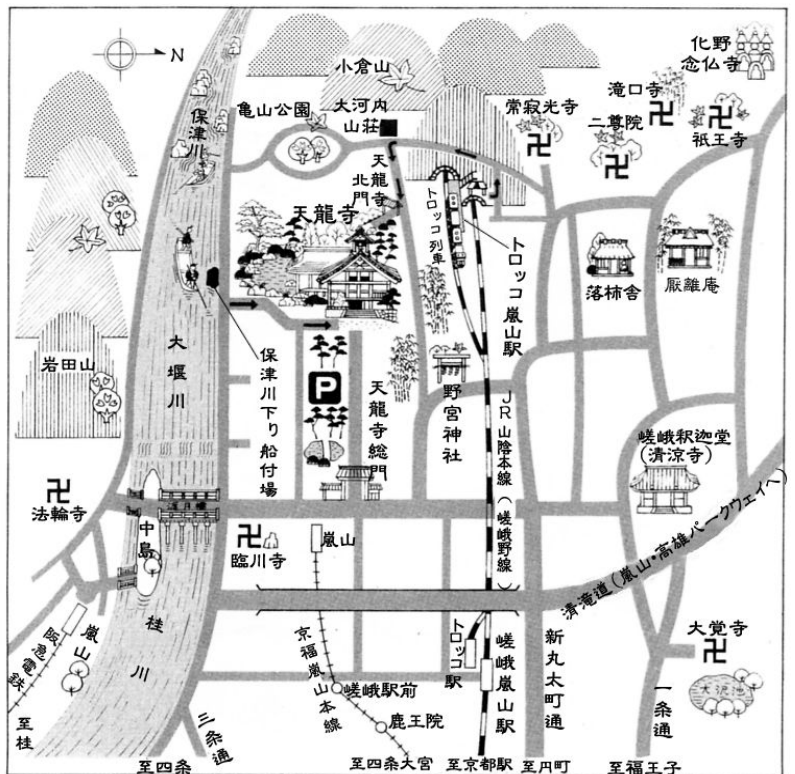 N
小倉山
化野
念仏寺
滝口寺
保津川
亀山公園
大河内
山荘
常寂光寺
二尊院
祇王寺
天龍寺
北門
天龍寺
トロッコ列車
トロッコ嵐山駅
落柿舎
厭離庵
岩田山
大堰川
保津川下り船付場
P
天龍寺総門
野宮神社
JR山陰本線(嵯峨野線)
嵯峨釈迦堂
(清涼寺)
法輪寺
渡月橋
中島
臨川寺
嵐山
清滝道(嵐山・高雄パークウェイへ)
桂川
嵐山
阪急電鉄
至桂
京福嵐山本線
嵯峨駅前
鹿王院
トロッコ駅
嵯峨嵐山駅
新丸太町通
大覚寺
大沢池
一条通
三条通
至四条
至四条大宮
至京都駅
至円町
至福王子